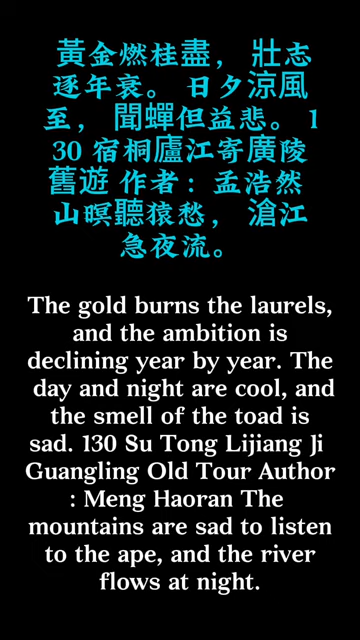 黃金燃桂盡， 壯志
逐年衰。 日夕涼風
至， 聞蟬但益悲。 1
30 宿桐廬江寄廣陵
舊遊 作者： 孟浩然
山暝聽猿愁， 滄江
急夜流。
The gold burns the laurels,
and the ambition is
declining year by year. The
day and night are cool, and
the smell of the toad is
sad. 130 Su Tong Lijiang Ji
Guangling Old Tour Author
: Meng Haoran The
mountains are sad to listen
to the ape, and the river
flows at night.